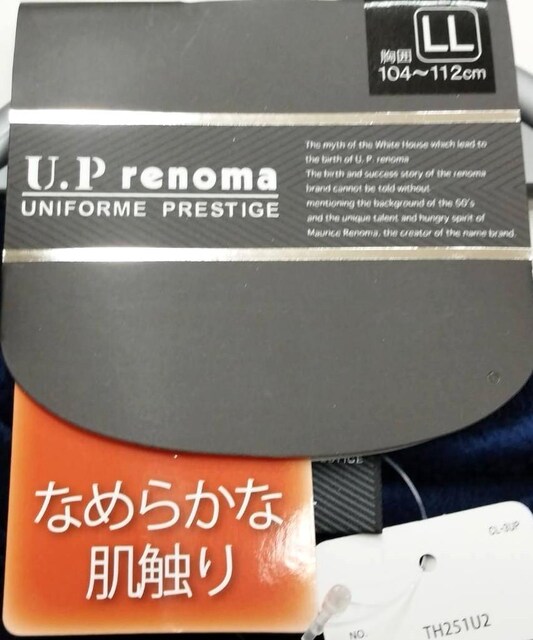 LL
胸囲
104～112cm
U.P renoma
UNIFORME PRESTIGE
The myth of the White House which lead to
the birth of U. P. renoma
The birth and success story of the renoma
brand cannot be told without
mentioning the background of the 60's
and the unique talent and hungry spirit of
Maurice Renoma, the creator of the name brand.
なめらかな
肌触り
NO.
TH251U2